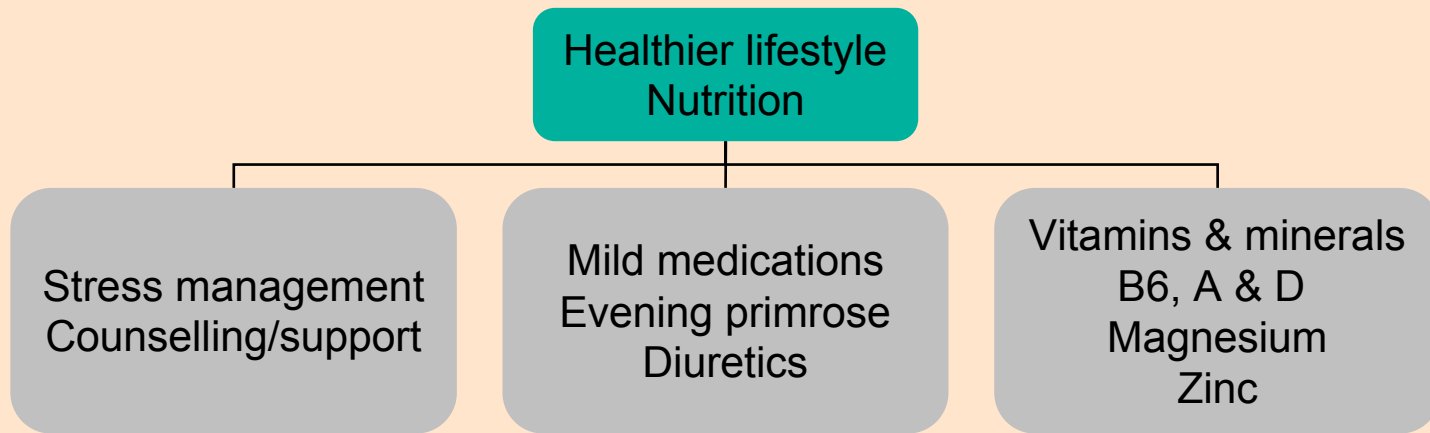 Healthier lifestyle
Nutrition
Stress management
Counselling/support
Mild medications
Evening primrose
Diuretics
Vitamins & minerals
B6, A & D
Magnesium
Zinc